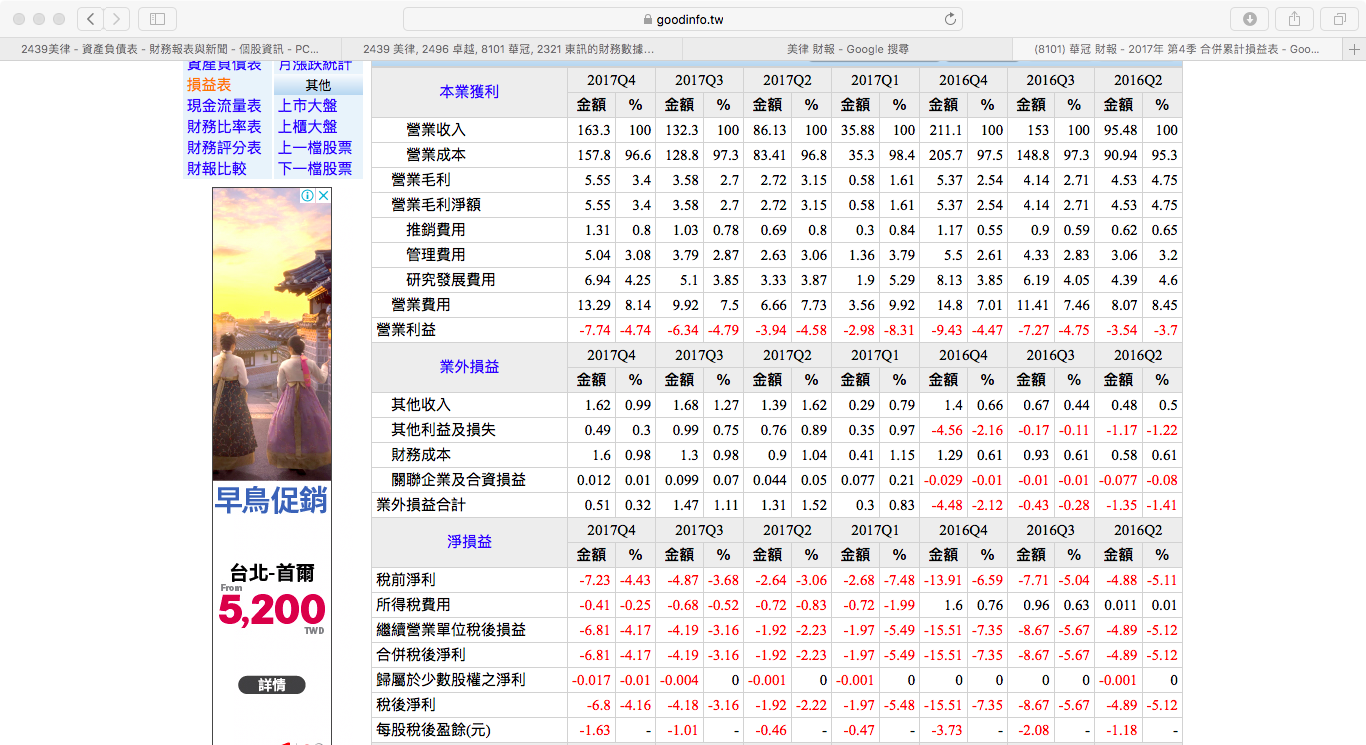 goodinfo.tw
2439美律 - 資產負債表 - 財務報表與新聞 - 個股資訊 - PC...
2439 美律, 2496 卓越, 8101 華冠, 2321 東訊的財務數據...
美律 財報 - Google 搜尋
(8101) 華冠 財報 - 2017年 第4季 合併累計損益表 - Goo...
資產負債表 月漲跌統計
損益表 其他
現金流量表 上市大盤
財務比率表 上櫃大盤
財務評分表 上一檔股票
財報比較 下一檔股票
早鳥促銷
台北-首爾
From
5,200
TWD
詳情
本業獲利 2017Q4 2017Q3 2017Q2 2017Q1 2016Q4 2016Q3 2016Q2
金額 % 金額 % 金額 % 金額 % 金額 % 金額 % 金額 %
營業收入 163.3 100 132.3 100 86.13 100 35.88 100 211.1 100 153 100 95.48 100
營業成本 157.8 96.6 128.8 97.3 83.41 96.8 35.3 98.4 205.7 97.5 148.8 97.3 90.94 95.3
營業毛利 5.55 3.4 3.58 2.7 2.72 3.15 0.58 1.61 5.37 2.54 4.14 2.71 4.53 4.75
營業毛利淨額 5.55 3.4 3.58 2.7 2.72 3.15 0.58 1.61 5.37 2.54 4.14 2.71 4.53 4.75
推銷費用 1.31 0.8 1.03 0.78 0.69 0.8 0.3 0.84 1.17 0.55 0.9 0.59 0.62 0.65
管理費用 5.04 3.08 3.79 2.87 2.63 3.06 1.36 3.79 5.5 2.61 4.33 2.83 3.06 3.2
研究發展費用 6.94 4.25 5.1 3.85 3.33 3.87 1.9 5.29 8.13 3.85 6.19 4.05 4.39 4.6
營業費用 13.29 8.14 9.92 7.5 6.66 7.73 3.56 9.92 14.8 7.01 11.41 7.46 8.07 8.45
營業利益 -7.74 -4.74 -6.34 -4.79 -3.94 -4.58 -2.98 -8.31 -9.43 -4.47 -7.27 -4.75 -3.54 -3.7
業外損益 2017Q4 2017Q3 2017Q2 2017Q1 2016Q4 2016Q3 2016Q2
金額 % 金額 % 金額 % 金額 % 金額 % 金額 % 金額 %
其他收入 1.62 0.99 1.68 1.27 1.39 1.62 0.29 0.79 1.4 0.66 0.67 0.44 0.48 0.5
其他利益及損失 0.49 0.3 0.99 0.75 0.76 0.89 0.35 0.97 -4.56 -2.16 -0.17 -0.11 -1.17 -1.22
財務成本 1.6 0.98 1.3 0.98 0.9 1.04 0.41 1.15 1.29 0.61 0.93 0.61 0.58 0.61
關聯企業及合資損益 0.012 0.01 0.099 0.07 0.044 0.05 0.077 0.21 -0.029 -0.01 -0.01 -0.01 -0.077 -0.08
業外損益合計 0.51 0.32 1.47 1.11 1.31 1.52 0.3 0.83 -4.48 -2.12 -0.43 -0.28 -1.35 -1.41
淨損益 2017Q4 2017Q3 2017Q2 2017Q1 2016Q4 2016Q3 2016Q2
金額 % 金額 % 金額 % 金額 % 金額 % 金額 % 金額 %
稅前淨利 -7.23 -4.43 -4.87 -3.68 -2.64 -3.06 -2.68 -7.48 -13.91 -6.59 -7.71 -5.04 -4.88 -5.11
所得稅費用 -0.41 -0.25 -0.68 -0.52 -0.72 -0.83 -0.72 -1.99 1.6 0.76 0.96 0.63 0.011 0.01
繼續營業單位稅後損益 -6.81 -4.17 -4.19 -3.16 -1.92 -2.23 -1.97 -5.49 -15.51 -7.35 -8.67 -5.67 -4.89 -5.12
合併稅後淨利 -6.81 -4.17 -4.19 -3.16 -1.92 -2.23 -1.97 -5.49 -15.51 -7.35 -8.67 -5.67 -4.89 -5.12
歸屬於少數股權之淨利 -0.017 -0.01 -0.004 0 -0.001 0 -0.001 0 0 0 0 0 -0.001 0
稅後淨利 -6.8 -4.16 -4.18 -3.16 -1.92 -2.22 -1.97 -5.48 -15.51 -7.35 -8.67 -5.67 -4.89 -5.12
每股稅後盈餘(元) -1.63 - -1.01 - -0.46 - -0.47 - -3.73 - -2.08 - -1.18 -